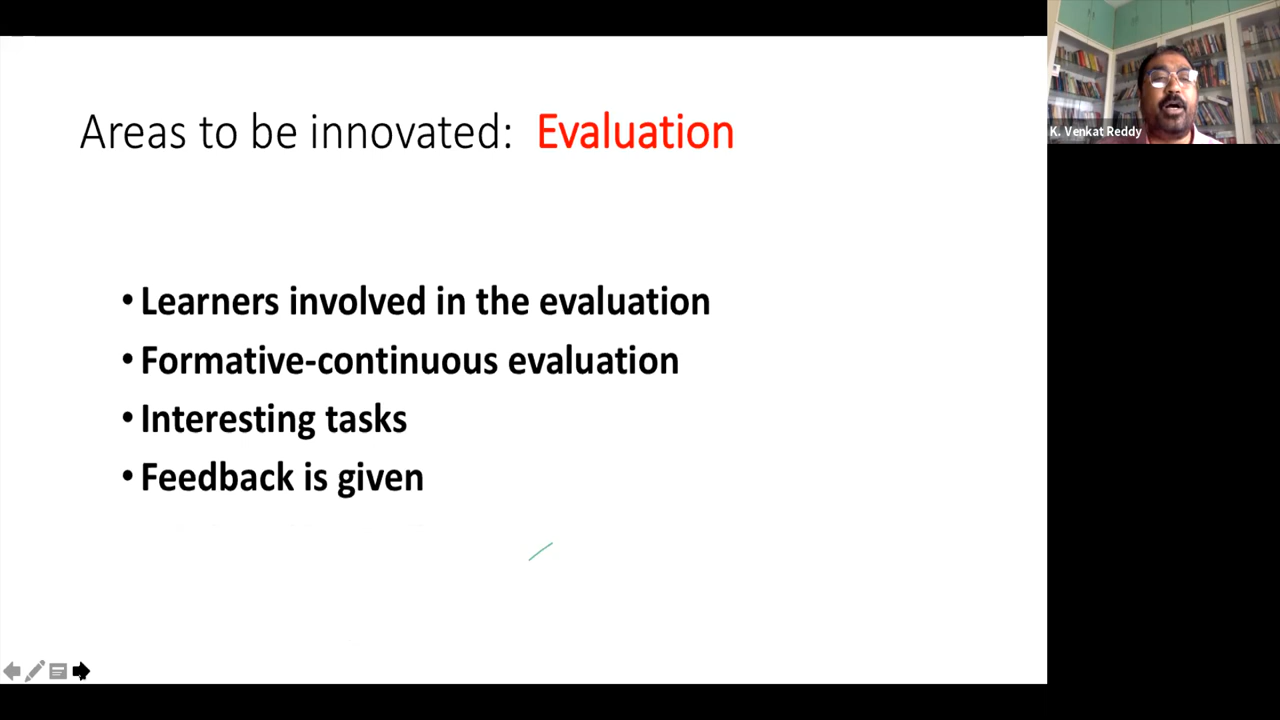 Areas to be innovated: Evaluation
K. Venkat Reddy
• Learners involved in the evaluation
• Formative-continuous evaluation
• Interesting tasks
• Feedback is given